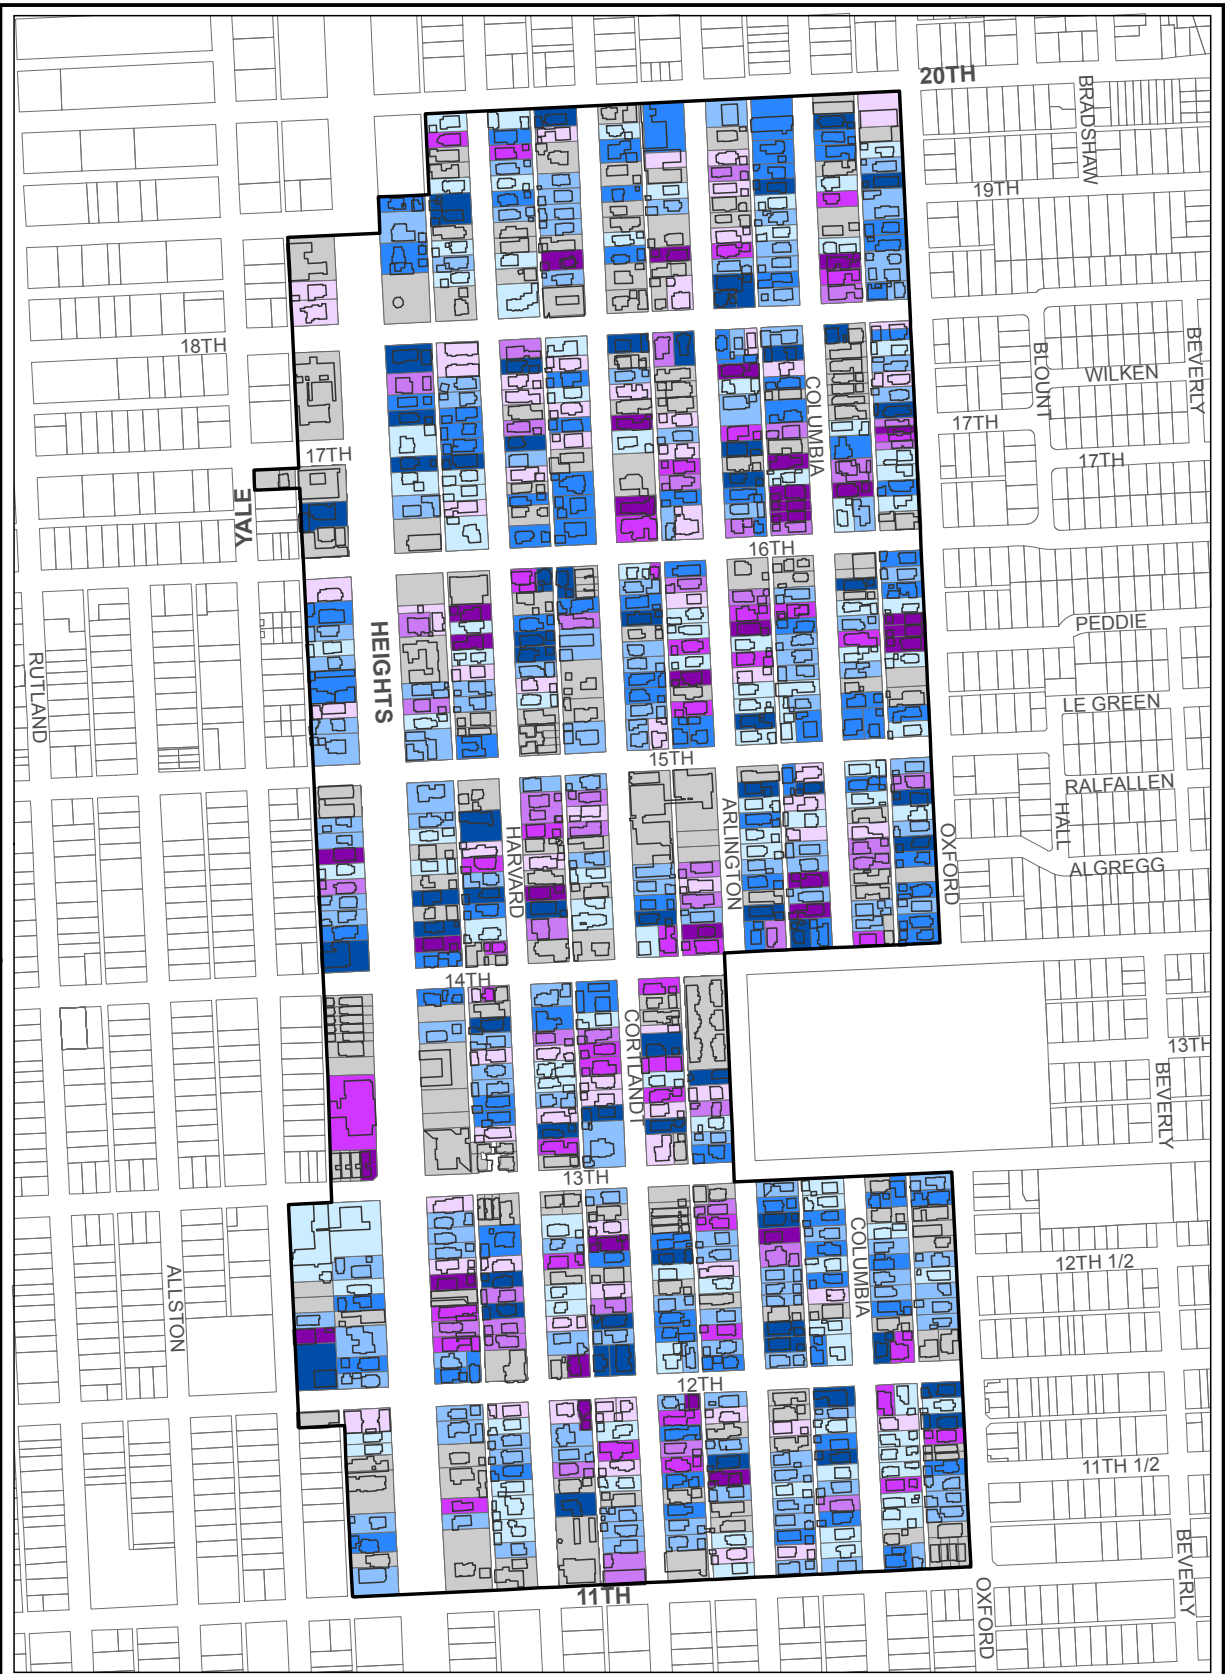 20TH
BRADSHAW
19TH
18TH
BLOUNT
BEVERLY
WILKEN
COLUMBIA
17TH
17TH
17TH
YALE
16TH
HEIGHTS
PEDDIE
RUTLAND
LE GREEN
15TH
RALFALLEN
ARLINGTON
HARVARD
OXFORD
HALL
ALGREGG
14TH
CORTLANDT
13TH
BEVERLY
13TH
COLUMBIA
12TH 1/2
ALLSTON
12TH
11TH 1/2
BEVERLY
11TH
OXFORD